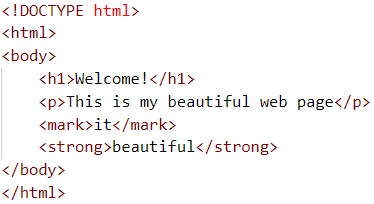 <!DOCTYPE html>
<html>
<body>
<h1>Welcome!</h1>
<p>This is my beautiful web page</p>
<mark>it</mark>
<strong>beautiful</strong>
</body>
</html>